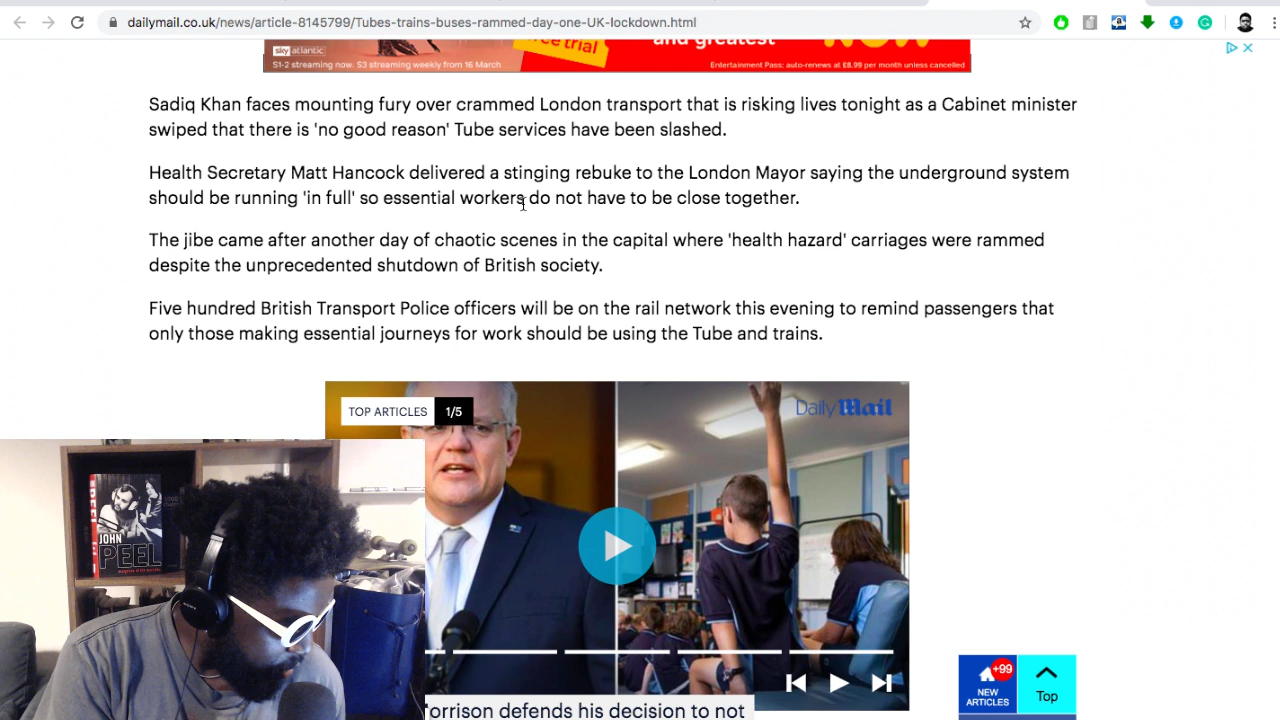 dailymail.co.uk/news/article-8145799/Tubes-trains-buses-rammed-day-one-UK-lockdown.html
sky atlantic
free trial
and greatest
NOW
S1-2 streaming now. S3 streaming weekly from 16 March
Entertainment Pass: auto-renews at £8.99 per month unless cancelled
Sadiq Khan faces mounting fury over crammed London transport that is risking lives tonight as a Cabinet minister
swiped that there is 'no good reason' Tube services have been slashed.
Health Secretary Matt Hancock delivered a stinging rebuke to the London Mayor saying the underground system
should be running 'in full' so essential workers do not have to be close together.
The jibe came after another day of chaotic scenes in the capital where 'health hazard' carriages were rammed
despite the unprecedented shutdown of British society.
Five hundred British Transport Police officers will be on the rail network this evening to remind passengers that
only those making essential journeys for work should be using the Tube and trains.
TOP ARTICLES 1/5
Daily Mail
JOHN
PEEL
SONY
+99
NEW
ARTICLES
Top
orrison defends his decision to not